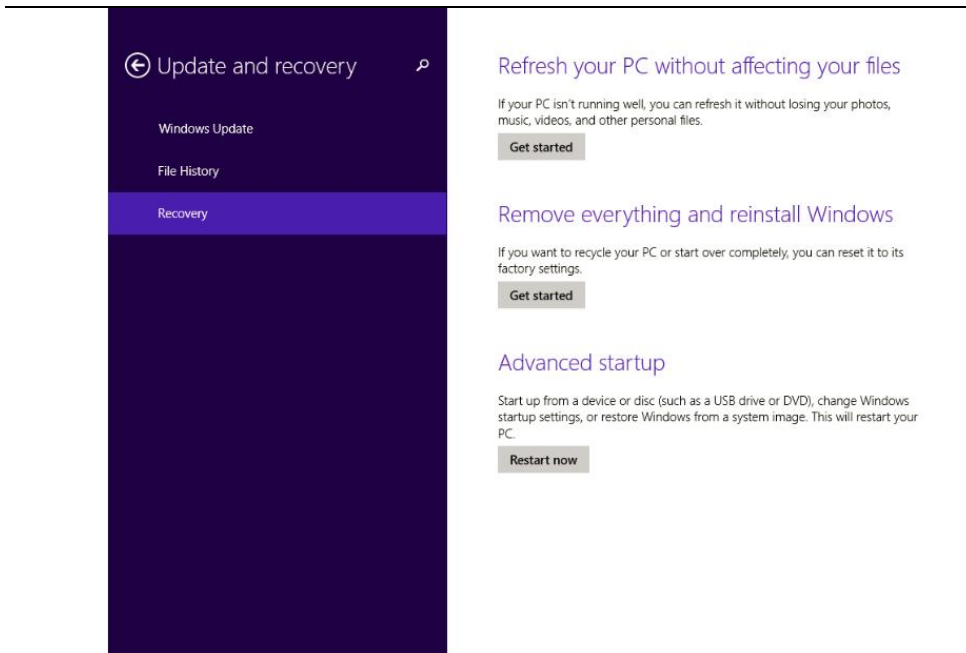 Update and recovery
Windows Update
File History
Recovery
Refresh your PC without affecting your files
If your PC isn't running well, you can refresh it without losing your photos,
music, videos, and other personal files.
Get started
Remove everything and reinstall Windows
If you want to recycle your PC or start over completely, you can reset it to its
factory settings.
Get started
Advanced startup
Start up from a device or disc (such as a USB drive or DVD), change Windows
startup settings, or restore Windows from a system image. This will restart your
PC.
Restart now